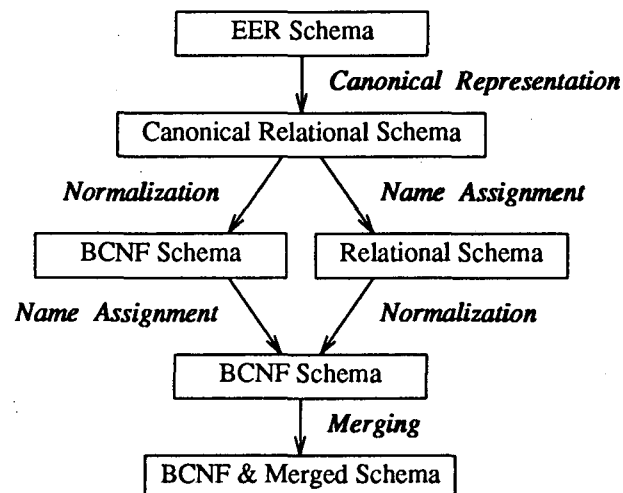 EER Schema
Canonical Representation
Canonical Relational Schema
Normalization Name Assignment
BCNF Schema Relational Schema
Name Assignment Normalization
BCNF Schema
Merging
BCNF & Merged Schema